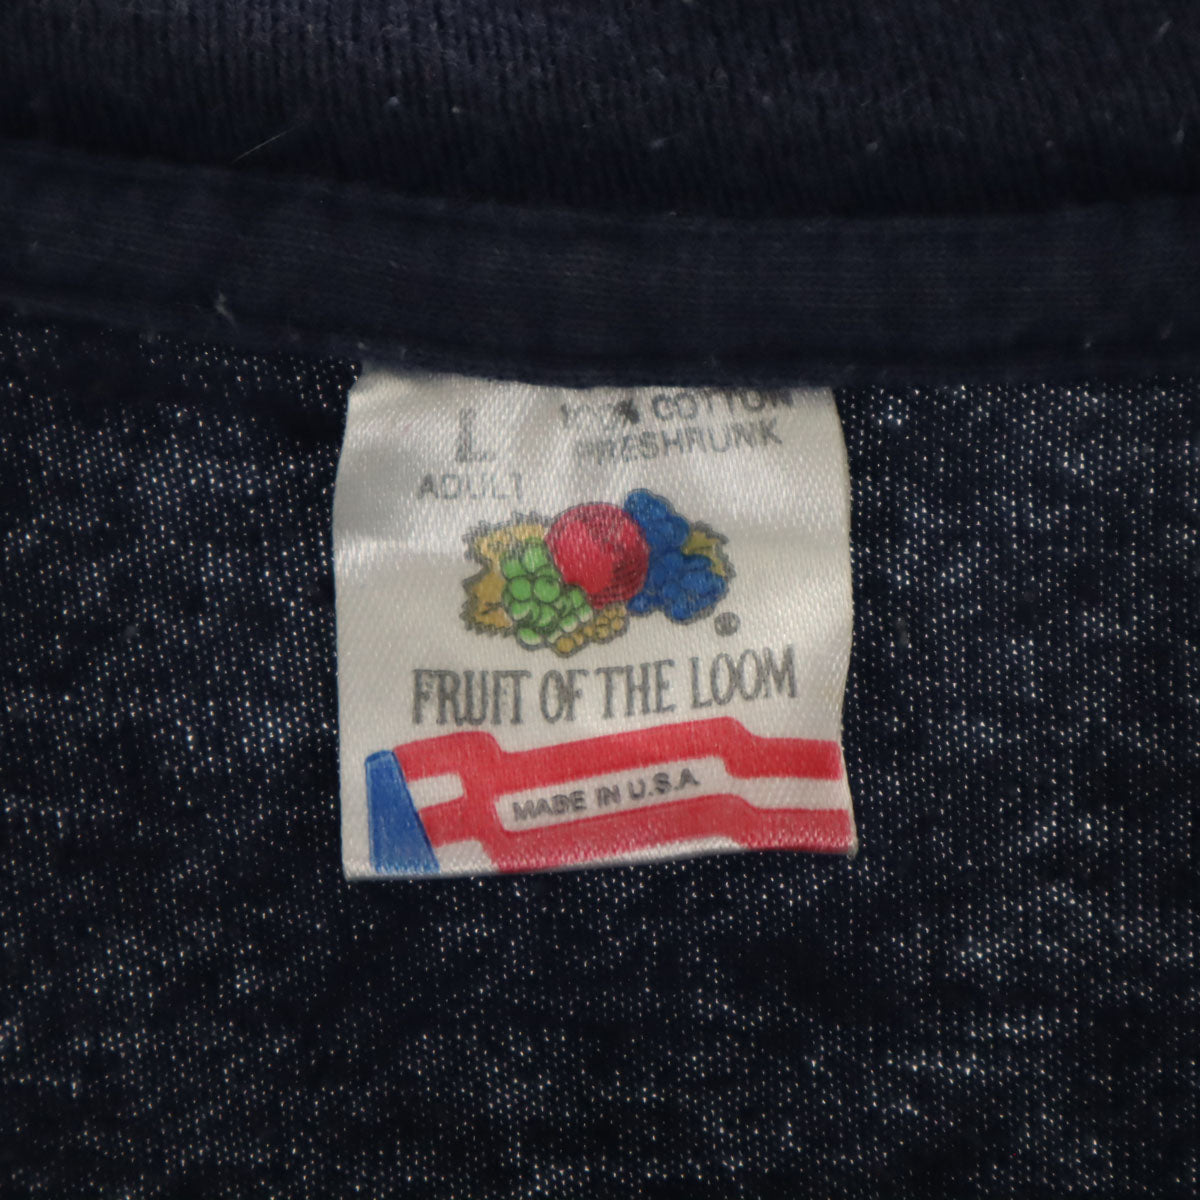 L
ADULT
100% COTTON
PRESHRUNK
®
FRUIT OF THE LOOM
MADE IN U.S.A.